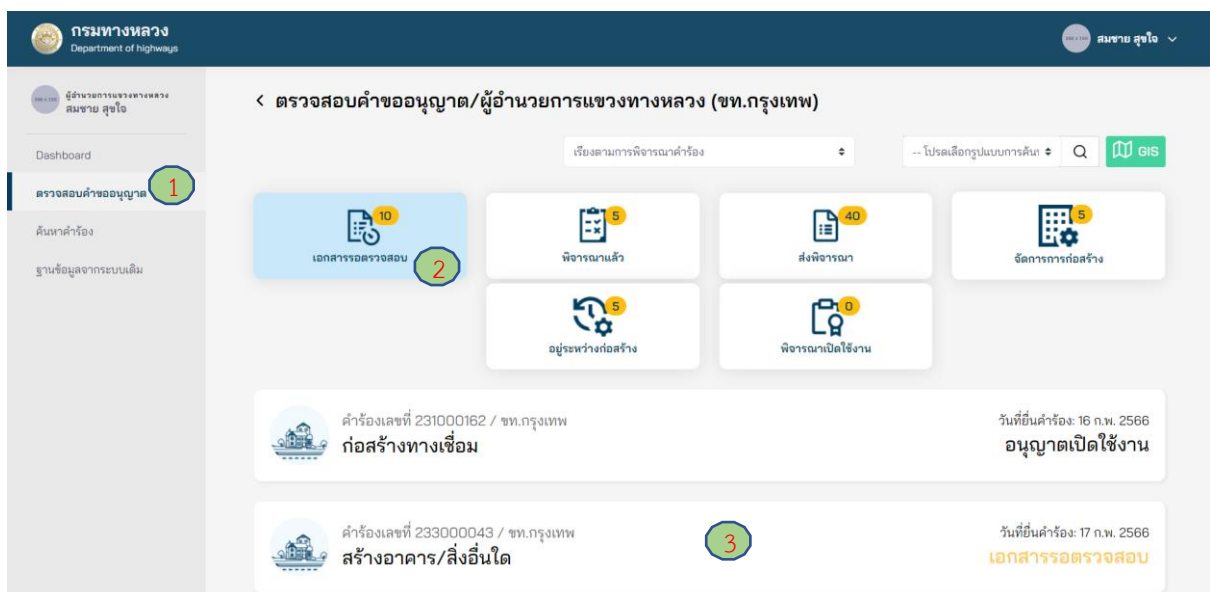 กรมทางหลวง
Department of highways
สมชาย สุขใจ
ผู้อำนวยการแขวงทางหลวง
สมชาย สุขใจ
Dashboard
ตรวจสอบคำขออนุญาต
1
ค้นหาคำร้อง
ฐานข้อมูลจากระบบเดิม
< ตรวจสอบคำขออนุญาต/ผู้อำนวยการแขวงทางหลวง (ขท.กรุงเทพ)
เรียงตามการพิจารณาคำร้อง
-- โปรดเลือกรูปแบบการค้นห
GIS
10
เอกสารรอตรวจสอบ
2
5
พิจารณาแล้ว
40
ส่งพิจารณา
5
จัดการการก่อสร้าง
5
อยู่ระหว่างก่อสร้าง
0
พิจารณาเปิดใช้งาน
คำร้องเลขที่ 231000162 / ขท.กรุงเทพ
ก่อสร้างทางเชื่อม
วันที่ยื่นคำร้อง: 16 ก.พ. 2566
อนุญาตเปิดใช้งาน
คำร้องเลขที่ 233000043 / ขท.กรุงเทพ
สร้างอาคาร/สิ่งอื่นใด
3
วันที่ยื่นคำร้อง: 17 ก.พ. 2566
เอกสารรอตรวจสอบ